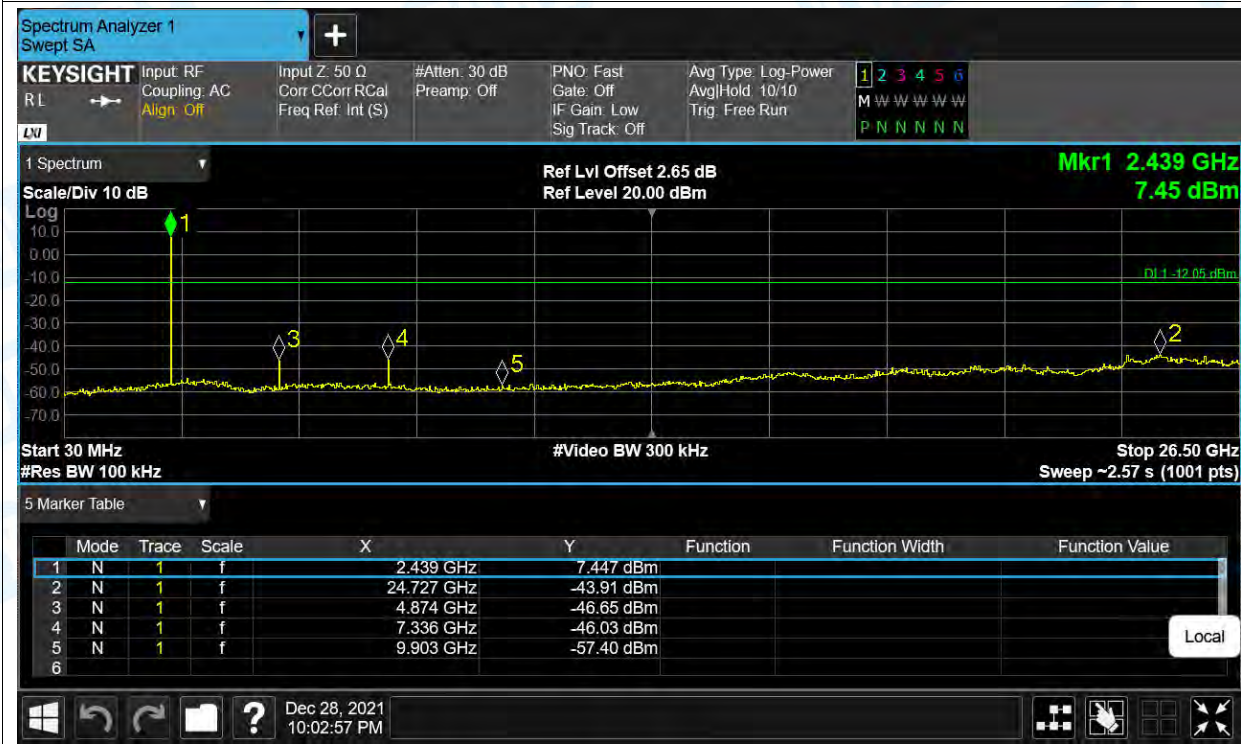 Spectrum Analyzer 1
Swept SA
+
KEYSIGHT
R L
LXI
Input: RF
Coupling: AC
Align: Off
Input Z: 50 Ω
Corr CCorr RCal
Freq Ref: Int (S)
#Atten: 30 dB
Preamp: Off
PNO: Fast
Gate: Off
IF Gain: Low
Sig Track: Off
Avg Type: Log-Power
Avg|Hold: 10/10
Trig: Free Run
1 2 3 4 5 6
M W W W W W
P N N N N N
1 Spectrum
Scale/Div 10 dB
Ref Lvl Offset 2.65 dB
Ref Level 20.00 dBm
Mkr1 2.439 GHz
7.45 dBm
Log
10.0
0.00
-10.0
-20.0
-30.0
-40.0
-50.0
-60.0
-70.0
1
3
4
5
2
DL1 -12.05 dBm
Start 30 MHz
#Video BW 300 kHz
Stop 26.50 GHz
#Res BW 100 kHz
Sweep ~2.57 s (1001 pts)
5 Marker Table
Mode Trace Scale X Y Function Function Width Function Value
1 N 1 f 2.439 GHz 7.447 dBm
2 N 1 f 24.727 GHz -43.91 dBm
3 N 1 f 4.874 GHz -46.65 dBm
4 N 1 f 7.336 GHz -46.03 dBm
5 N 1 f 9.903 GHz -57.40 dBm
6
Local
?
Dec 28, 2021
10:02:57 PM